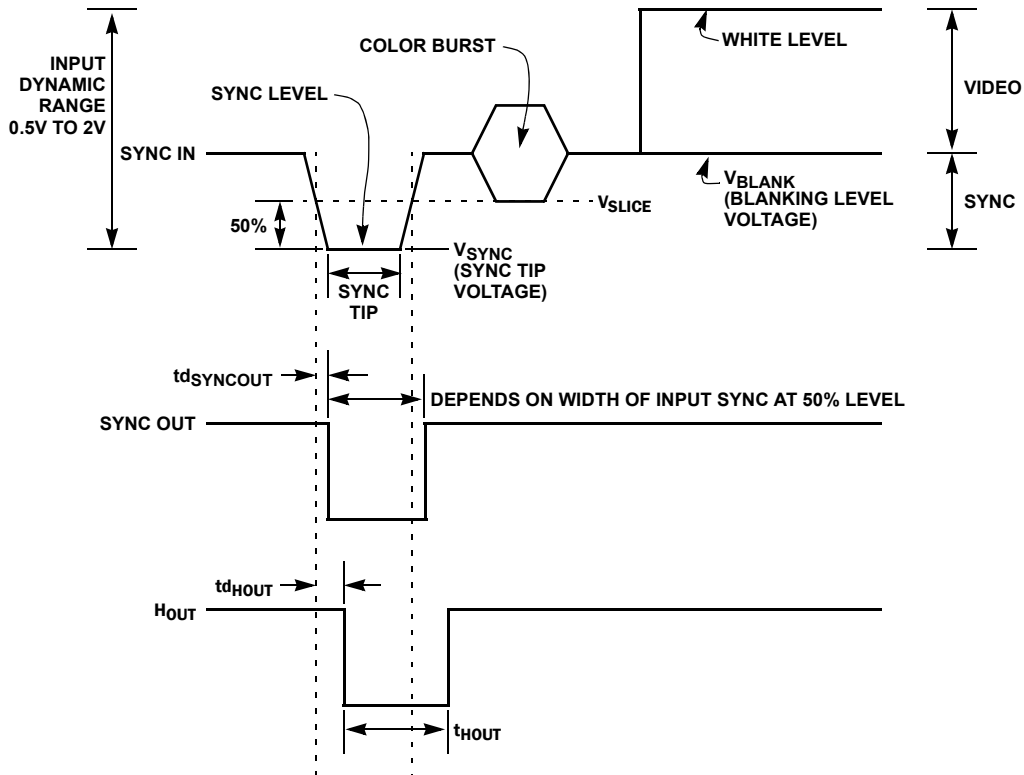 INPUT
DYNAMIC
RANGE
0.5V TO 2V
COLOR BURST
WHITE LEVEL
SYNC LEVEL
VIDEO
SYNC IN
VBLANK
(BLANKING LEVEL
VOLTAGE)
SYNC
VSLICE
50%
VSYNC
(SYNC TIP
VOLTAGE)
SYNC
TIP
tdSYNCOUT
DEPENDS ON WIDTH OF INPUT SYNC AT 50% LEVEL
SYNC OUT
tdHOUT
HOUT
tHOUT